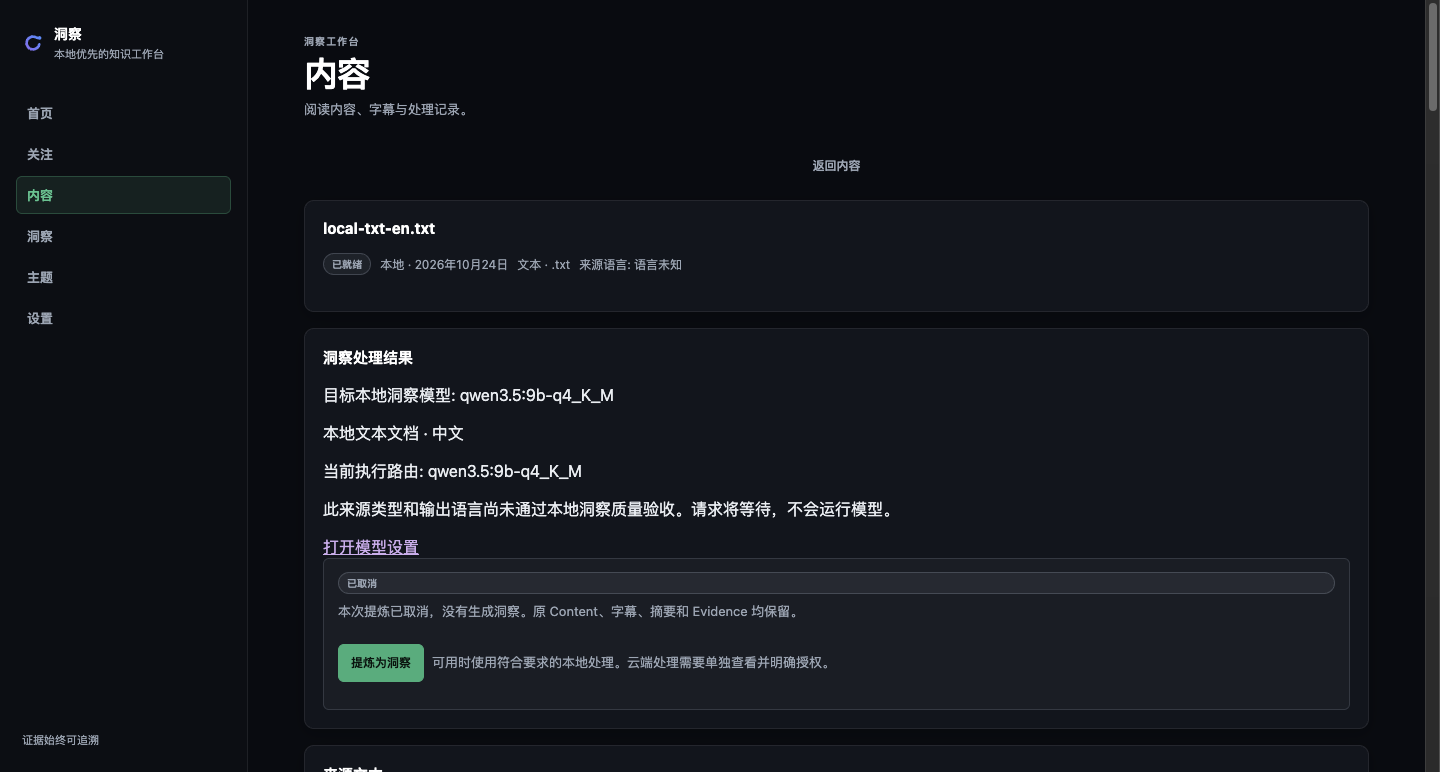 洞察
本地优先的知识工作台
首页
关注
内容
洞察
主题
设置
证据始终可追溯
洞察工作台
内容
阅读内容、字幕与处理记录。
返回内容
local-txt-en.txt
已就绪 本地 · 2026年10月24日 文本 · .txt 来源语言: 语言未知
洞察处理结果
目标本地洞察模型: qwen3.5:9b-q4_K_M
本地文本文档 · 中文
当前执行路由: qwen3.5:9b-q4_K_M
此来源类型和输出语言尚未通过本地洞察质量验收。请求将等待，不会运行模型。
打开模型设置
已取消
本次提炼已取消，没有生成洞察。原 Content、字幕、摘要和 Evidence 均保留。
提炼为洞察 可用时使用符合要求的本地处理。云端处理需要单独查看并明确授权。